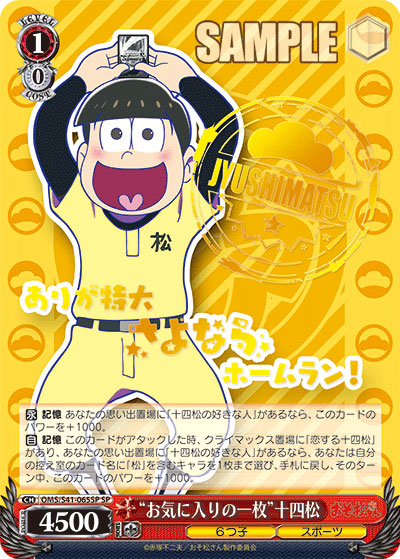 LEVEL
1
0
COST
SAMPLE
JYUSHIMATSU
松
ありが特大
さよなら
ホームラン!
永 記憶 あなたの思い出置場に「十四松の好きな人」があるなら、このカードの
パワーを+1000。
自 記憶 このカードがアタックした時、クライマックス置場に「恋する十四松」
があり、あなたの思い出置場に「十四松の好きな人」があるなら、あなたは自分
の控え室のカード名に「松」を含むキャラを1枚まで選び、手札に戻し、そのタ
ーン中、このカードのパワーを+1000。
CH OMS/S41-065SP SP
4500
“お気に入りの一枚”十四松
6つ子
スポーツ
©赤塚不二夫/おそ松さん製作委員会